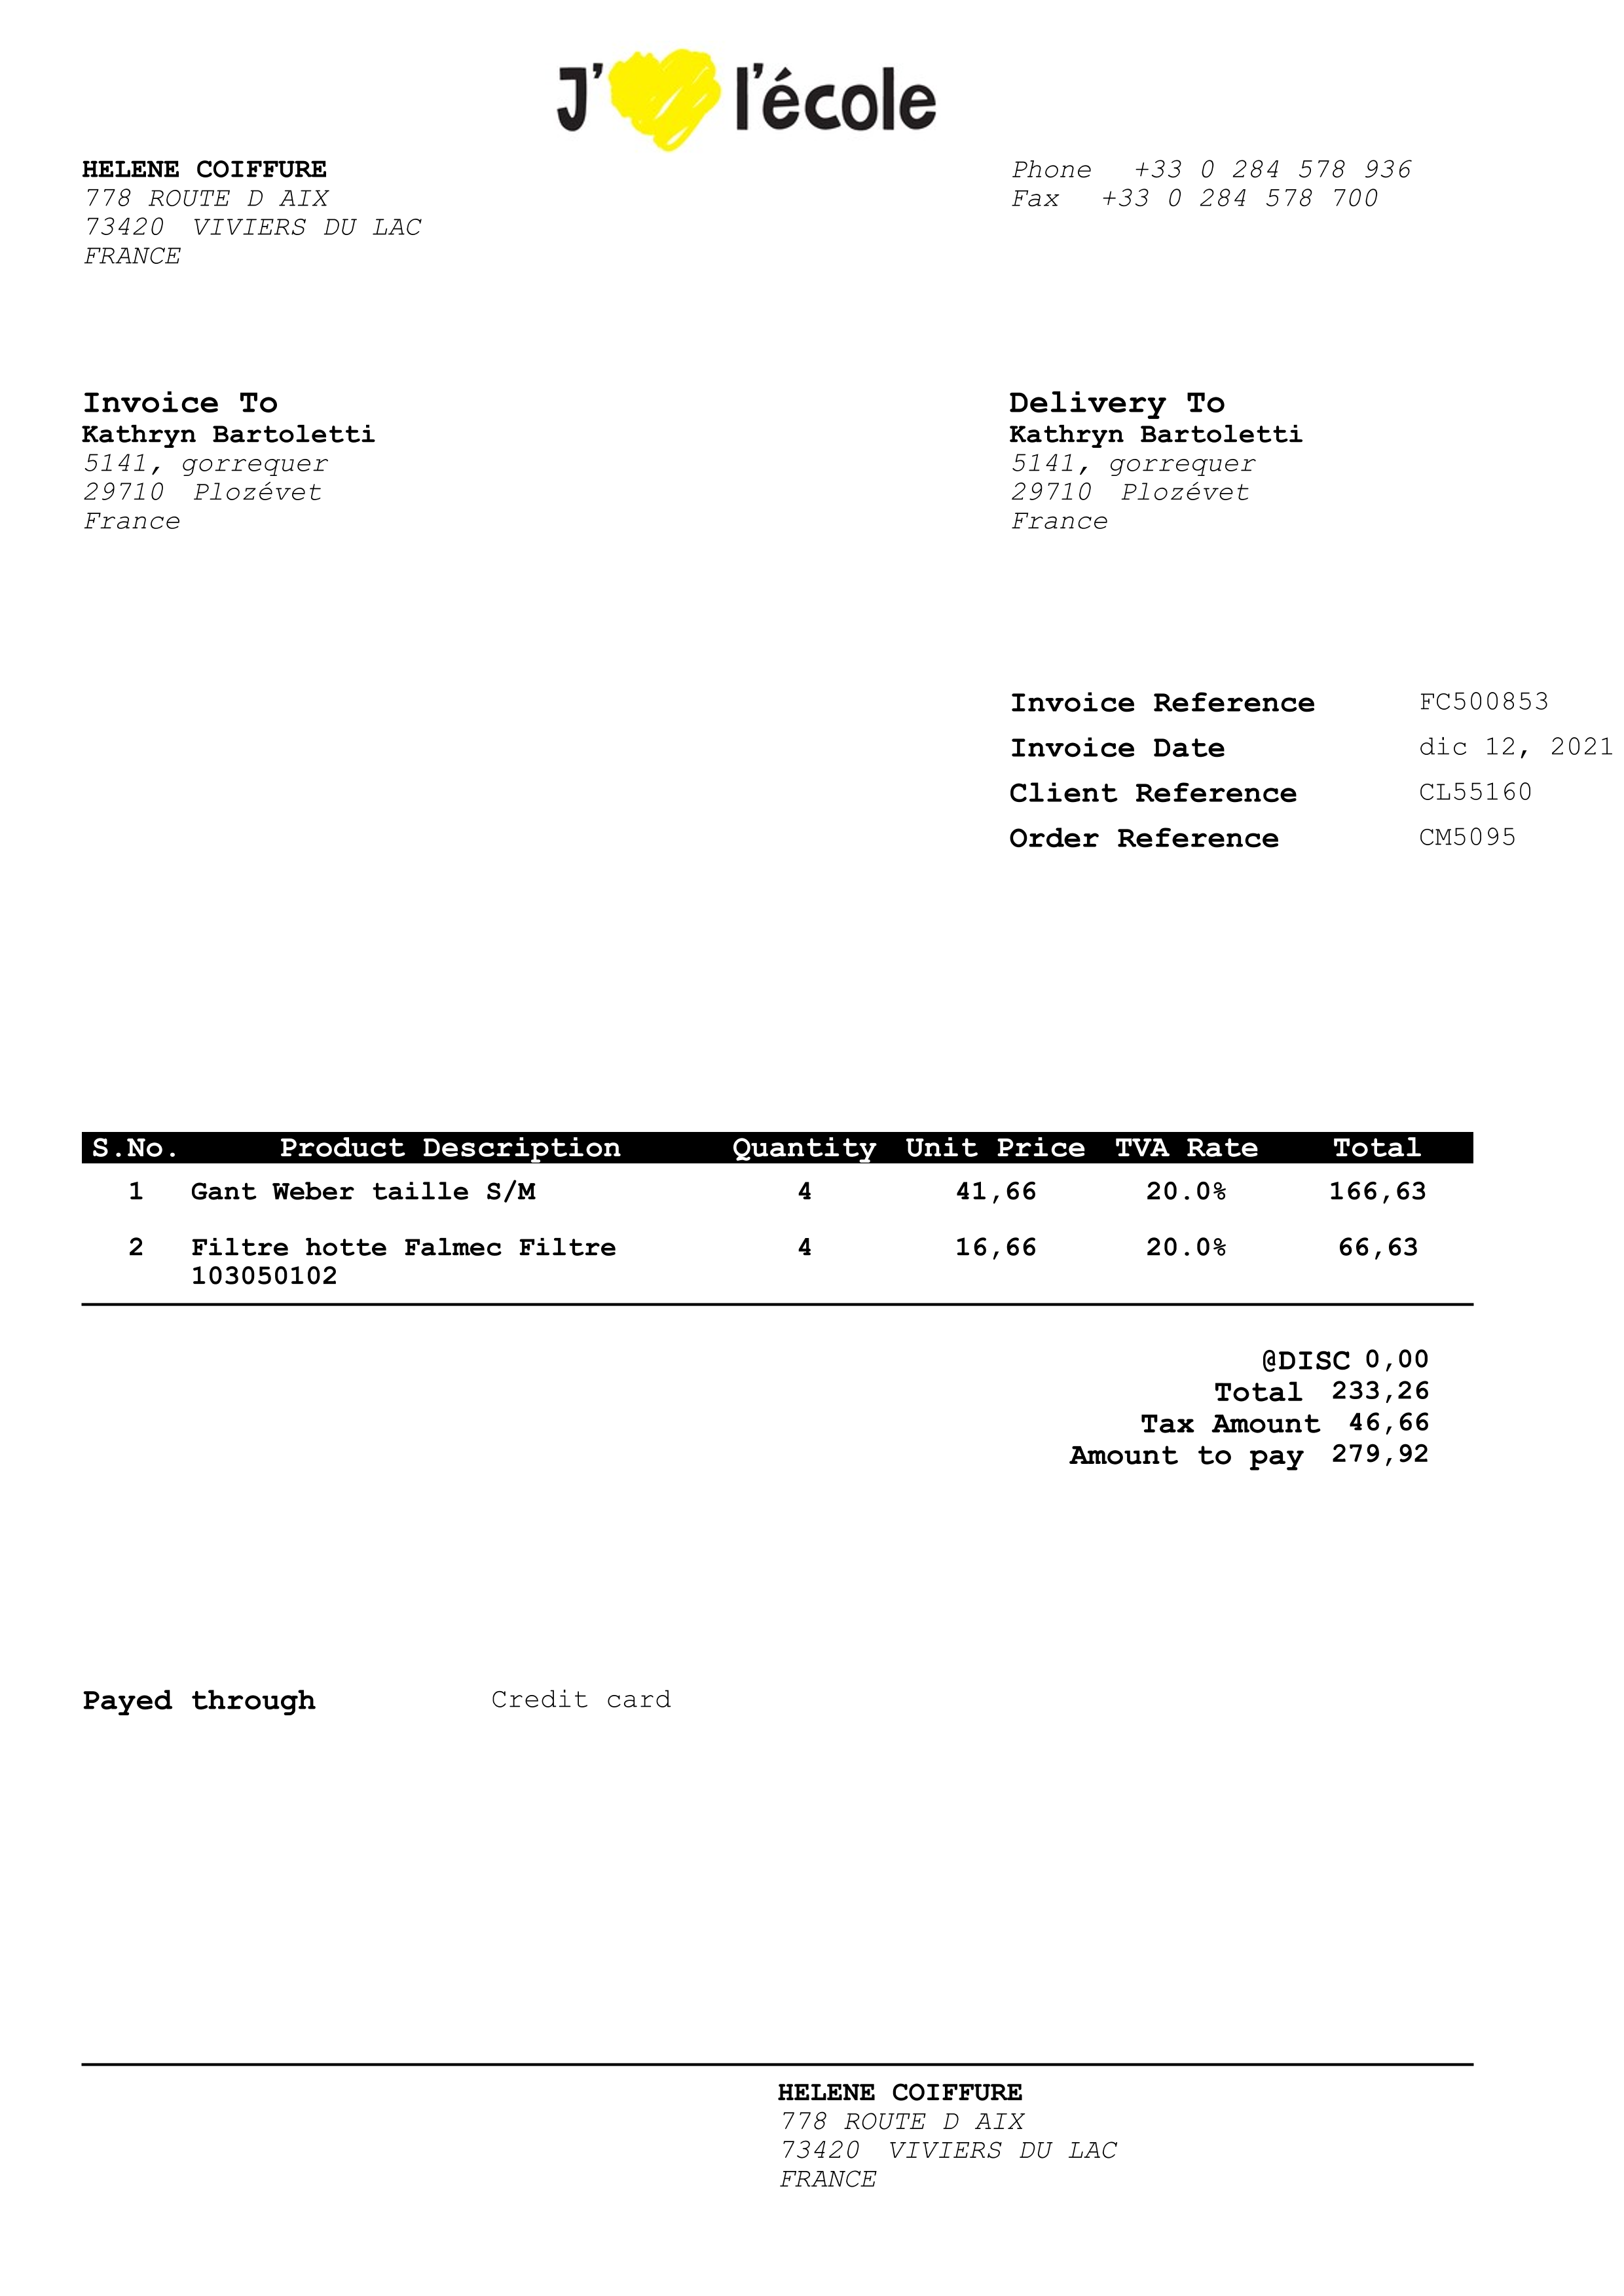 J' l'école
HELENE COIFFURE
778 ROUTE D AIX
73420 VIVIERS DU LAC
FRANCE
Phone +33 0 284 578 936
Fax +33 0 284 578 700
Invoice To
Kathryn Bartoletti
5141, gorrequer
29710 Plozévet
France
Delivery To
Kathryn Bartoletti
5141, gorrequer
29710 Plozévet
France
Invoice Reference FC500853
Invoice Date dic 12, 2021
Client Reference CL55160
Order Reference CM5095
S.No. Product Description Quantity Unit Price TVA Rate Total
1 Gant Weber taille S/M 4 41,66 20.0% 166,63
2 Filtre hotte Falmec Filtre 4 16,66 20.0% 66,63
103050102
@DISC 0,00
Total 233,26
Tax Amount 46,66
Amount to pay 279,92
Payed through Credit card
HELENE COIFFURE
778 ROUTE D AIX
73420 VIVIERS DU LAC
FRANCE